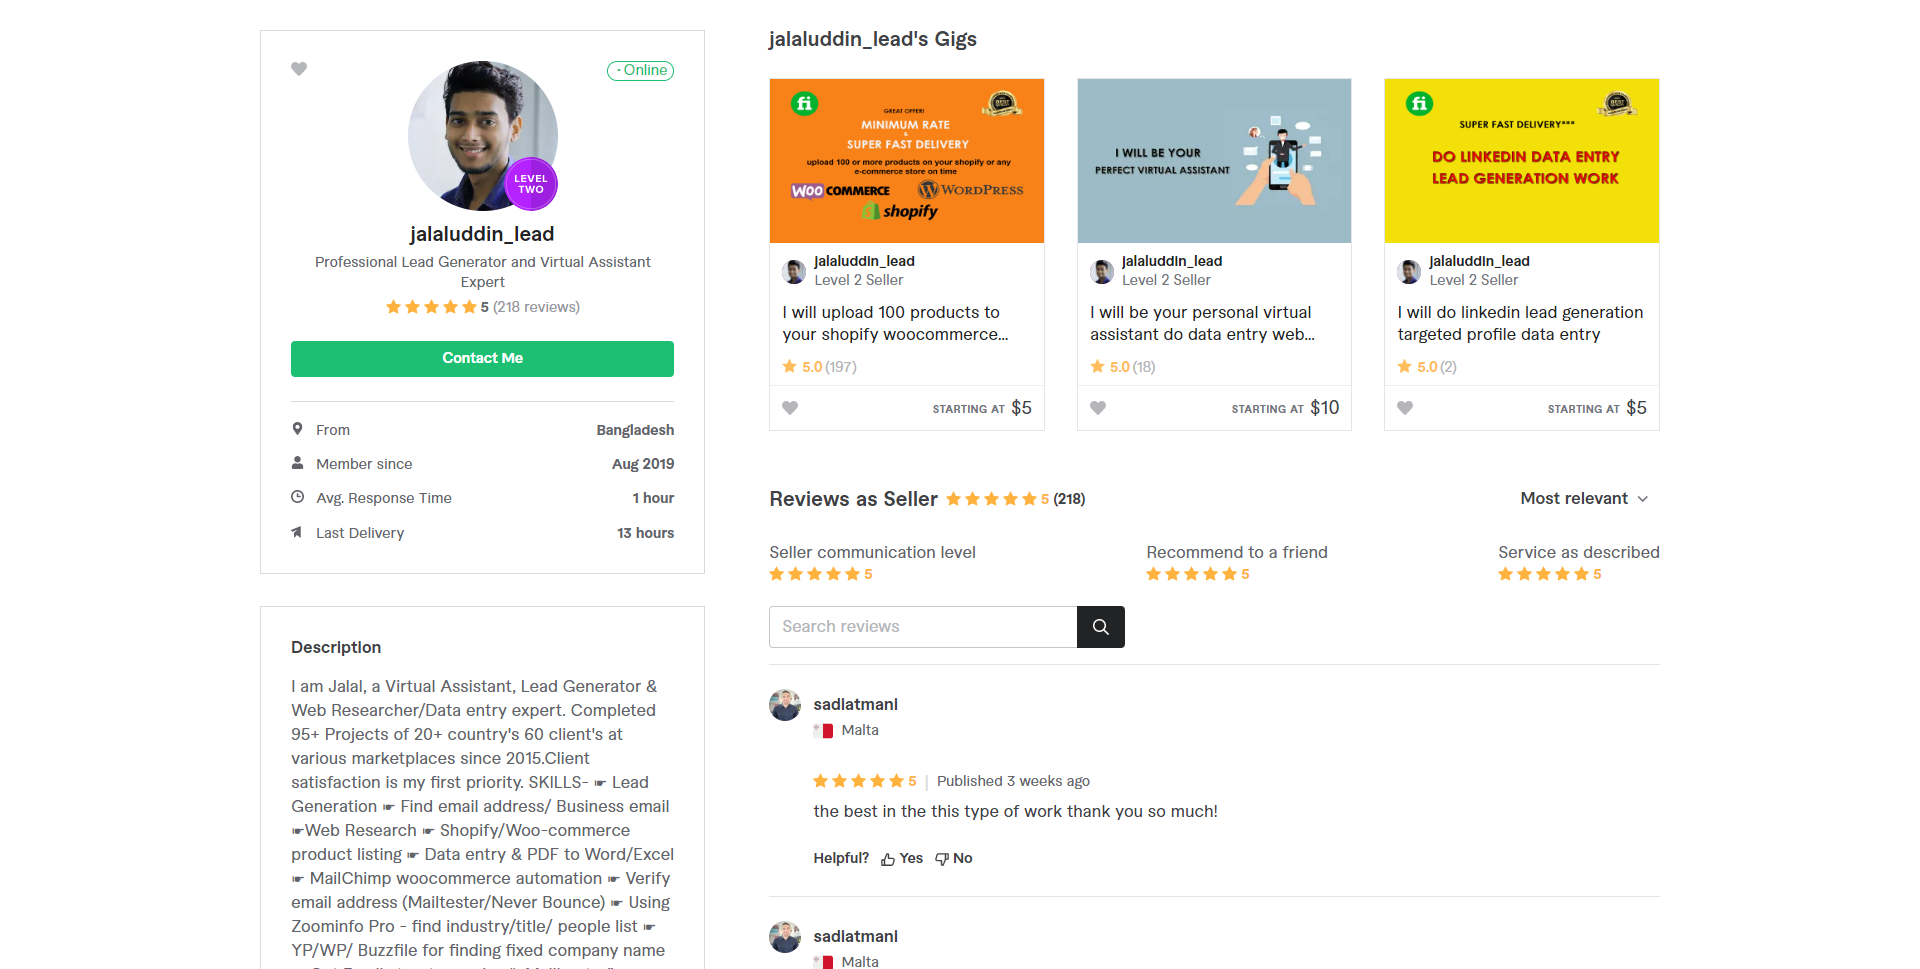 · Online
LEVEL
TWO
jalaluddin_lead
Professional Lead Generator and Virtual Assistant
Expert
5 (218 reviews)
Contact Me
From Bangladesh
Member since Aug 2019
Avg. Response Time 1 hour
Last Delivery 13 hours
Description
I am Jalal, a Virtual Assistant, Lead Generator &
Web Researcher/Data entry expert. Completed
95+ Projects of 20+ country's 60 client's at
various marketplaces since 2015.Client
satisfaction is my first priority. SKILLS- ☛ Lead
Generation ☛ Find email address/ Business email
☛Web Research ☛ Shopify/Woo-commerce
product listing ☛ Data entry & PDF to Word/Excel
☛ MailChimp woocommerce automation ☛ Verify
email address (Mailtester/Never Bounce) ☛ Using
Zoominfo Pro - find industry/title/ people list ☛
YP/WP/ Buzzfile for finding fixed company name
jalaluddin_lead's Gigs
fi
GREAT OFFER!
BEST
MINIMUM RATE
&
SUPER FAST DELIVERY
upload 100 or more products on your shopify or any
e-commerce store on time
WOO COMMERCE WORDPRESS
shopify
jalaluddin_lead
Level 2 Seller
I will upload 100 products to
your shopify woocommerce...
5.0 (197)
STARTING AT $5
I WILL BE YOUR
PERFECT VIRTUAL ASSISTANT
jalaluddin_lead
Level 2 Seller
I will be your personal virtual
assistant do data entry web...
5.0 (18)
STARTING AT $10
fi
BEST
SUPER FAST DELIVERY***
DO LINKEDIN DATA ENTRY
LEAD GENERATION WORK
jalaluddin_lead
Level 2 Seller
I will do linkedin lead generation
targeted profile data entry
5.0 (2)
STARTING AT $5
Reviews as Seller 5 (218)
Most relevant
Seller communication level
5
Recommend to a friend
5
Service as described
5
Search reviews
sadiatmani
Malta
5 | Published 3 weeks ago
the best in the this type of work thank you so much!
Helpful? Yes No
sadiatmani
Malta